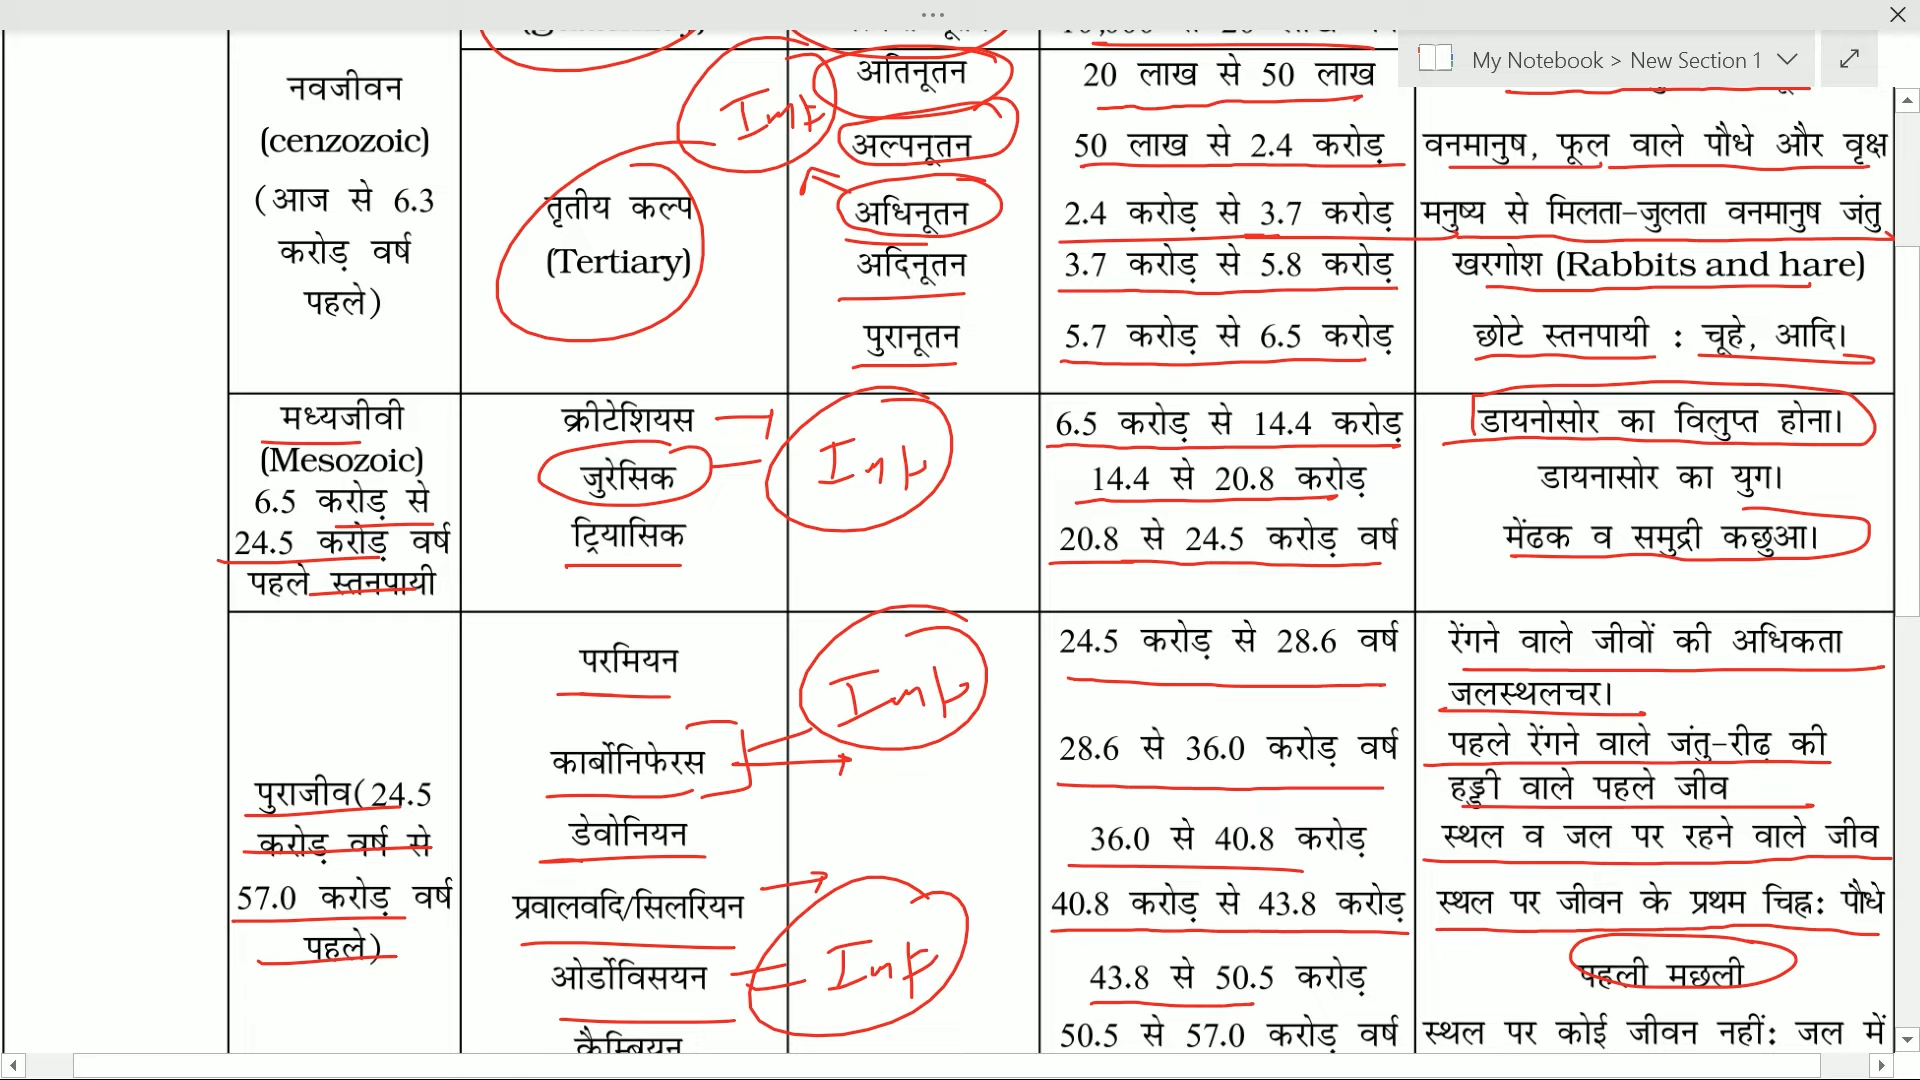 My Notebook > New Section 1
नवजीवन
(cenzozoic)
(आज से 6.3
करोड़ वर्ष
पहले)
तृतीय कल्प
(Tertiary)
Imt
अतिनूतन
अल्पनूतन
अधिनूतन
अदिनूतन
पुरानूतन
20 लाख से 50 लाख
50 लाख से 2.4 करोड़
2.4 करोड़ से 3.7 करोड़
3.7 करोड़ से 5.8 करोड़
5.7 करोड़ से 6.5 करोड़
वनमानुष, फूल वाले पौधे और वृक्ष
मनुष्य से मिलता-जुलता वनमानुष जंतु
खरगोश (Rabbits and hare)
छोटे स्तनपायी : चूहे, आदि।
मध्यजीवी
(Mesozoic)
6.5 करोड़ से
24.5 करोड़ वर्ष
पहले स्तनपायी
क्रीटेशियस
जुरेसिक
ट्रियासिक
Imt
6.5 करोड़ से 14.4 करोड़
14.4 से 20.8 करोड़
20.8 से 24.5 करोड़ वर्ष
डायनोसोर का विलुप्त होना।
डायनासोर का युग।
मेंढक व समुद्री कछुआ।
पुराजीव(24.5
करोड़ वर्ष से
57.0 करोड़ वर्ष
पहले)
परमियन
कार्बोनिफेरस
डेवोनियन
प्रवालवदि/सिलरियन
ओर्डोविसयन
कैम्बियन
Imt
Imt
24.5 करोड़ से 28.6 वर्ष
28.6 से 36.0 करोड़ वर्ष
36.0 से 40.8 करोड़
40.8 करोड़ से 43.8 करोड़
43.8 से 50.5 करोड़
50.5 से 57.0 करोड़ वर्ष
रेंगने वाले जीवों की अधिकता
जलस्थलचर।
पहले रेंगने वाले जंतु-रीढ़ की
हड्डी वाले पहले जीव
स्थल व जल पर रहने वाले जीव
स्थल पर जीवन के प्रथम चिह्न: पौधे
पहली मछली
स्थल पर कोई जीवन नहीं: जल में